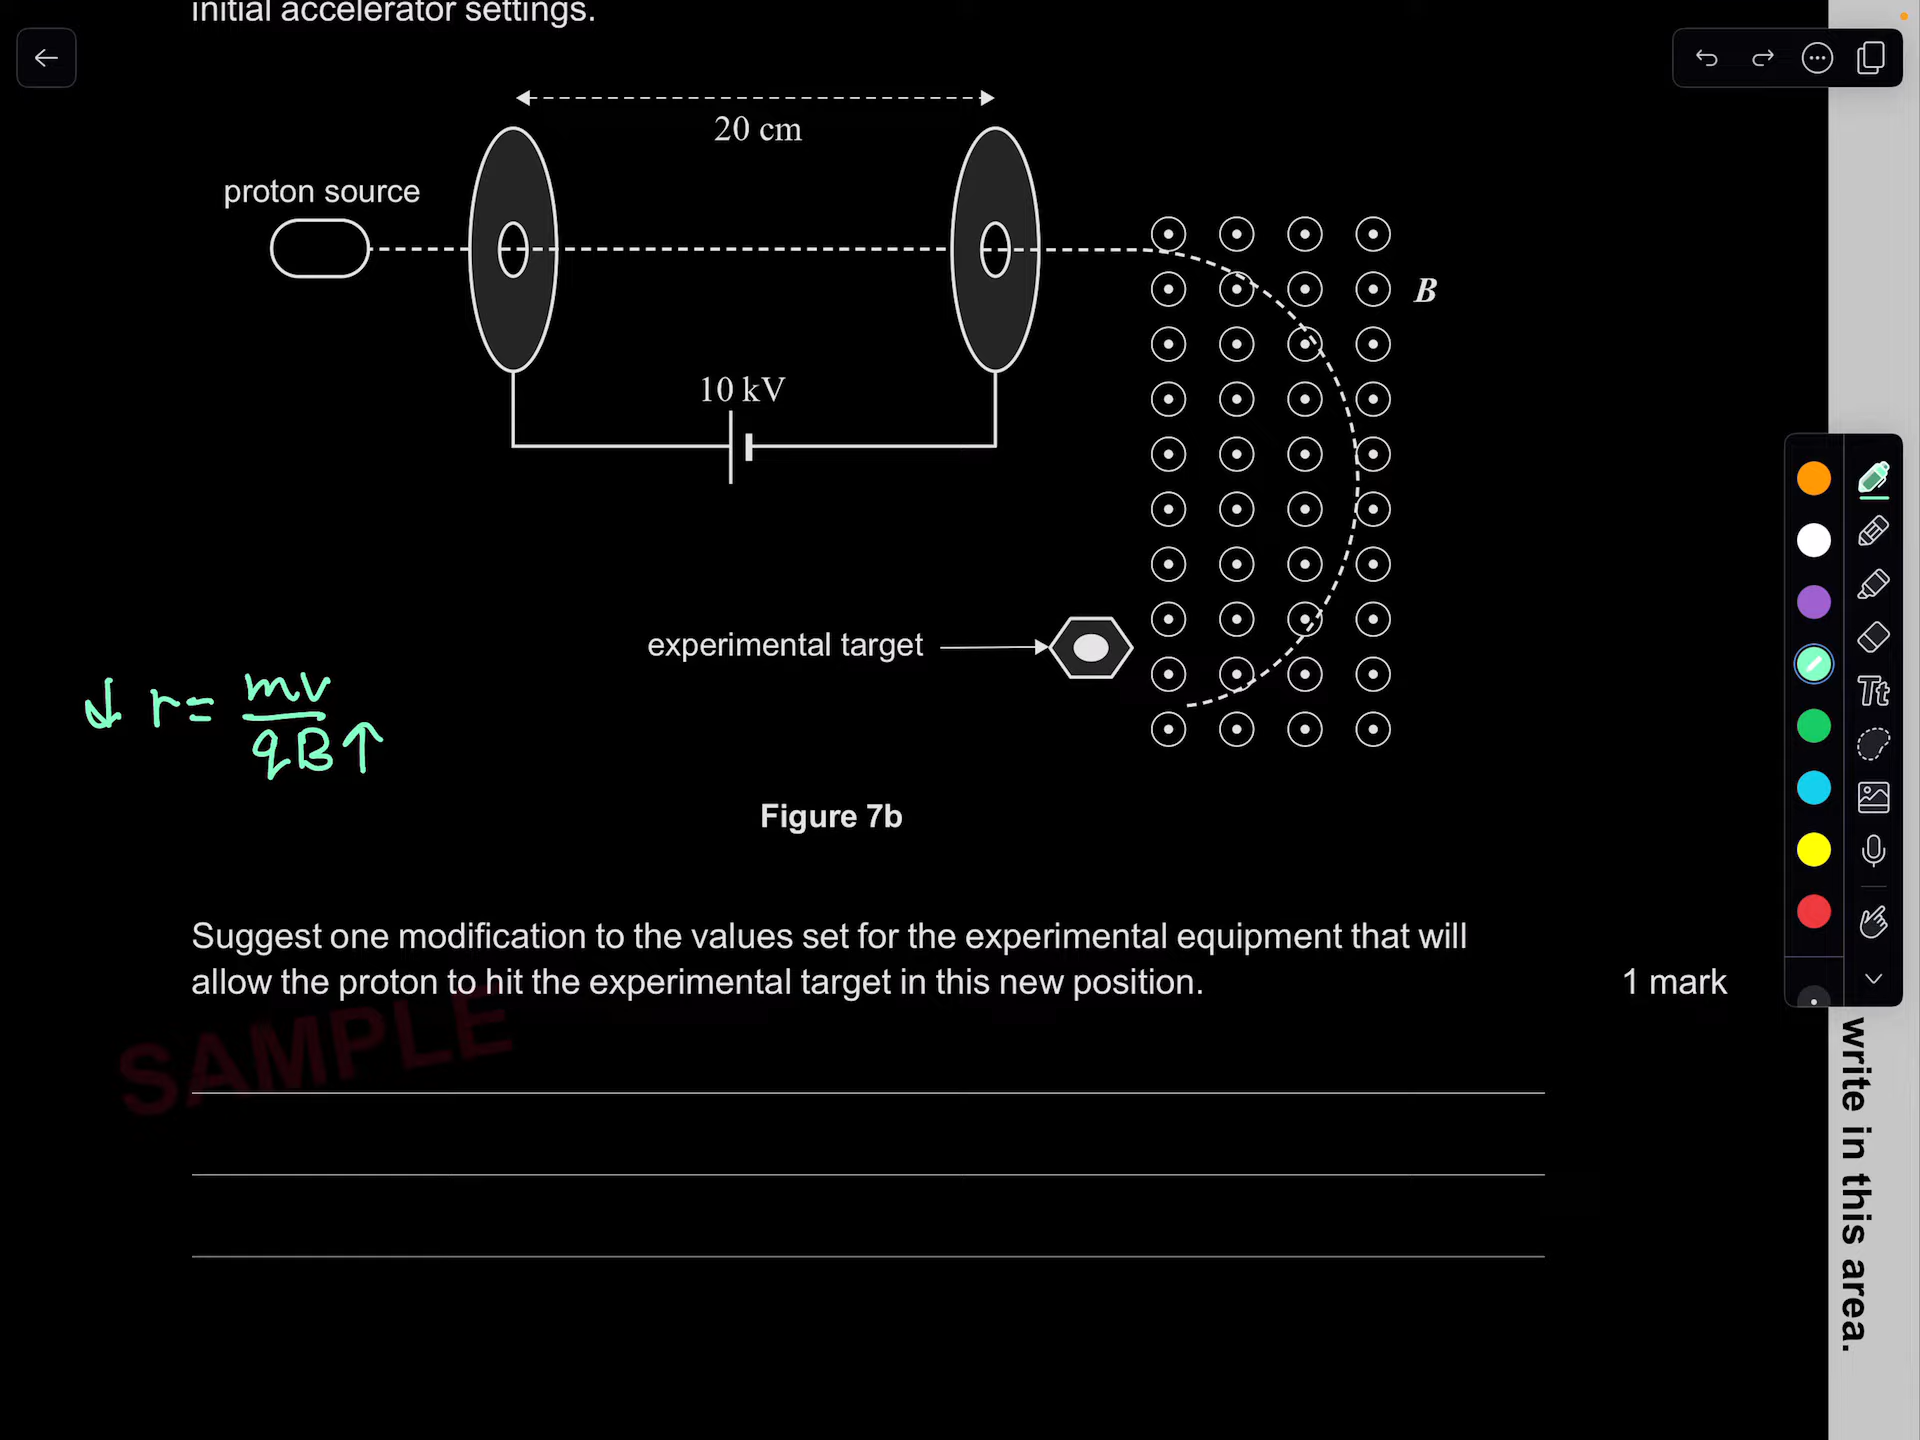 initial accelerator settings.
20 cm
proton source
B
10 kV
experimental target
↓ r = mv
qB↑
Figure 7b
Suggest one modification to the values set for the experimental equipment that will
allow the proton to hit the experimental target in this new position.
1 mark
SAMPLE
write in this area.
Tt